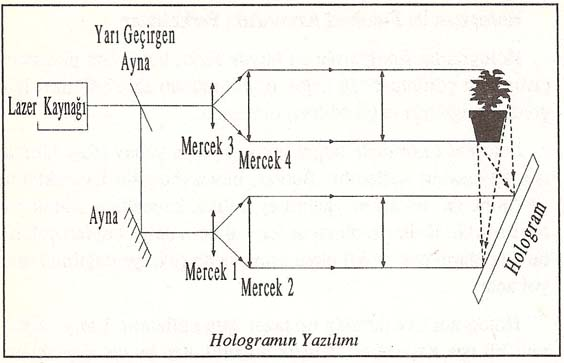 Yarı Geçirgen
Ayna
Lazer Kaynağı
Mercek 3
Mercek 4
Ayna
Mercek 1
Mercek 2
Hologram
Hologramın Yazılımı